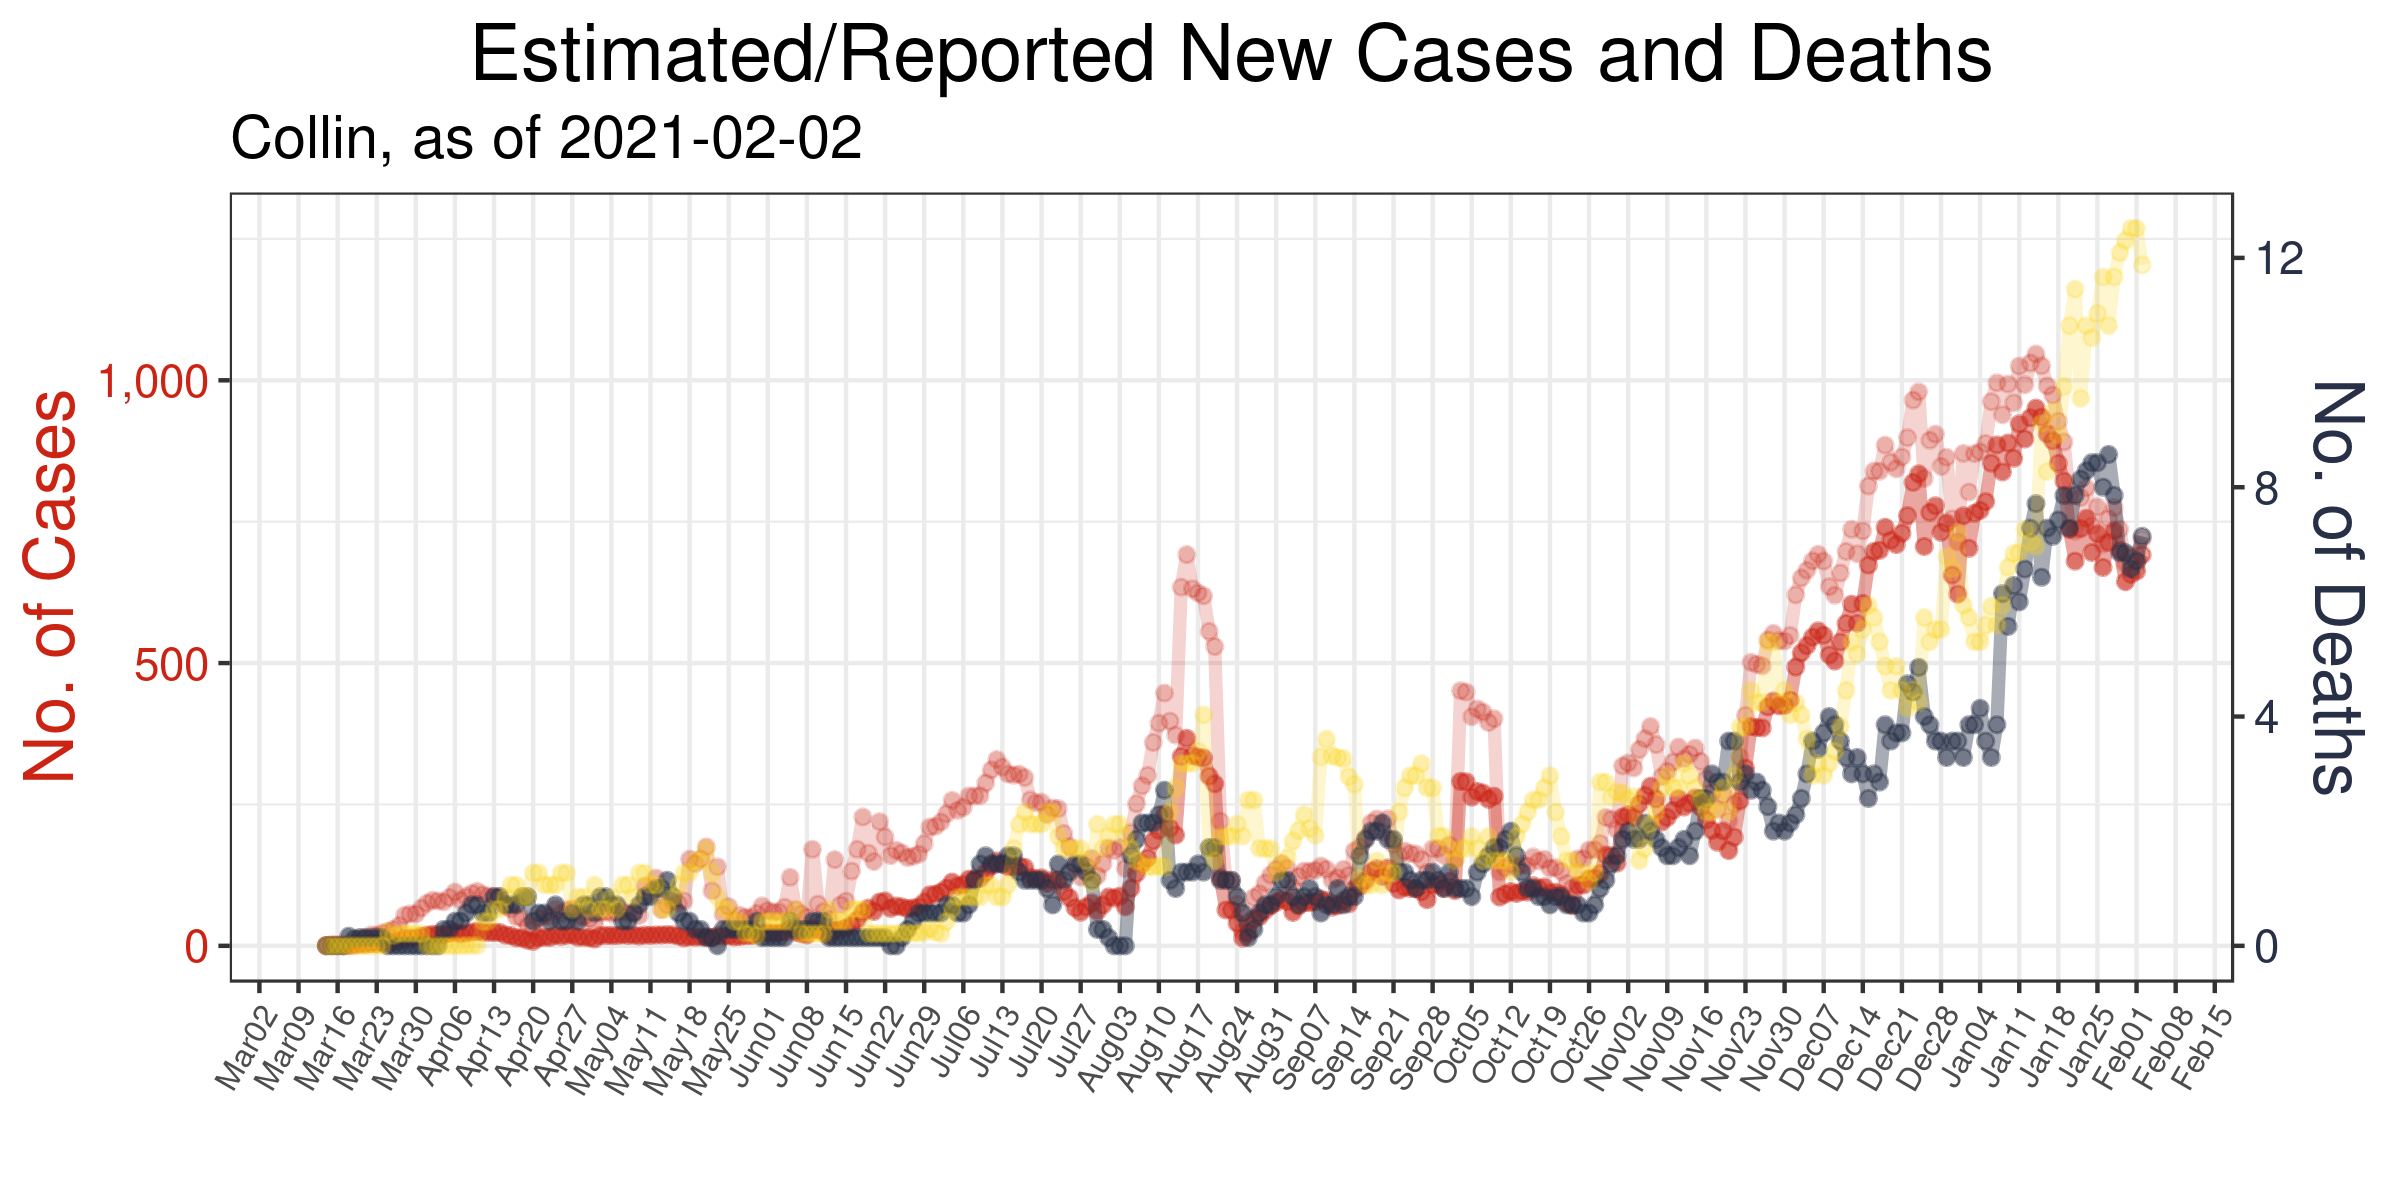 Estimated/Reported New Cases and Deaths
Collin, as of 2021-02-02
No. of Cases
1,000
500
0
No. of Deaths
12
8
4
0
Mar02
Mar09
Mar16
Mar23
Mar30
Apr06
Apr13
Apr20
Apr27
May04
May11
May18
May25
Jun01
Jun08
Jun15
Jun22
Jun29
Jul06
Jul13
Jul20
Jul27
Aug03
Aug10
Aug17
Aug24
Aug31
Sep07
Sep14
Sep21
Sep28
Oct05
Oct12
Oct19
Oct26
Nov02
Nov09
Nov16
Nov23
Nov30
Dec07
Dec14
Dec21
Dec28
Jan04
Jan11
Jan18
Jan25
Feb01
Feb08
Feb15